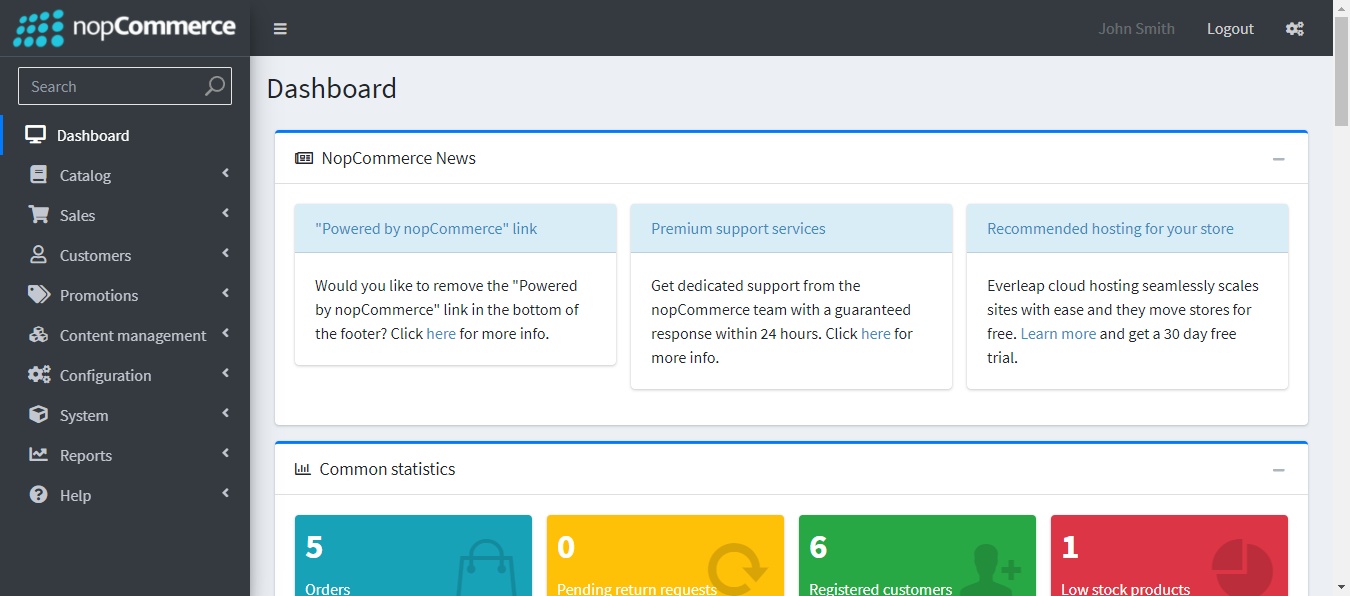 nopCommerce
John Smith
Logout
Search
Dashboard
Catalog
Sales
Customers
Promotions
Content management
Configuration
System
Reports
Help
Dashboard
NopCommerce News
"Powered by nopCommerce" link
Would you like to remove the "Powered
by nopCommerce" link in the bottom of
the footer? Click here for more info.
Premium support services
Get dedicated support from the
nopCommerce team with a guaranteed
response within 24 hours. Click here for
more info.
Recommended hosting for your store
Everleap cloud hosting seamlessly scales
sites with ease and they move stores for
free. Learn more and get a 30 day free
trial.
Common statistics
5
Orders
0
Pending return requests
6
Registered customers
1
Low stock products